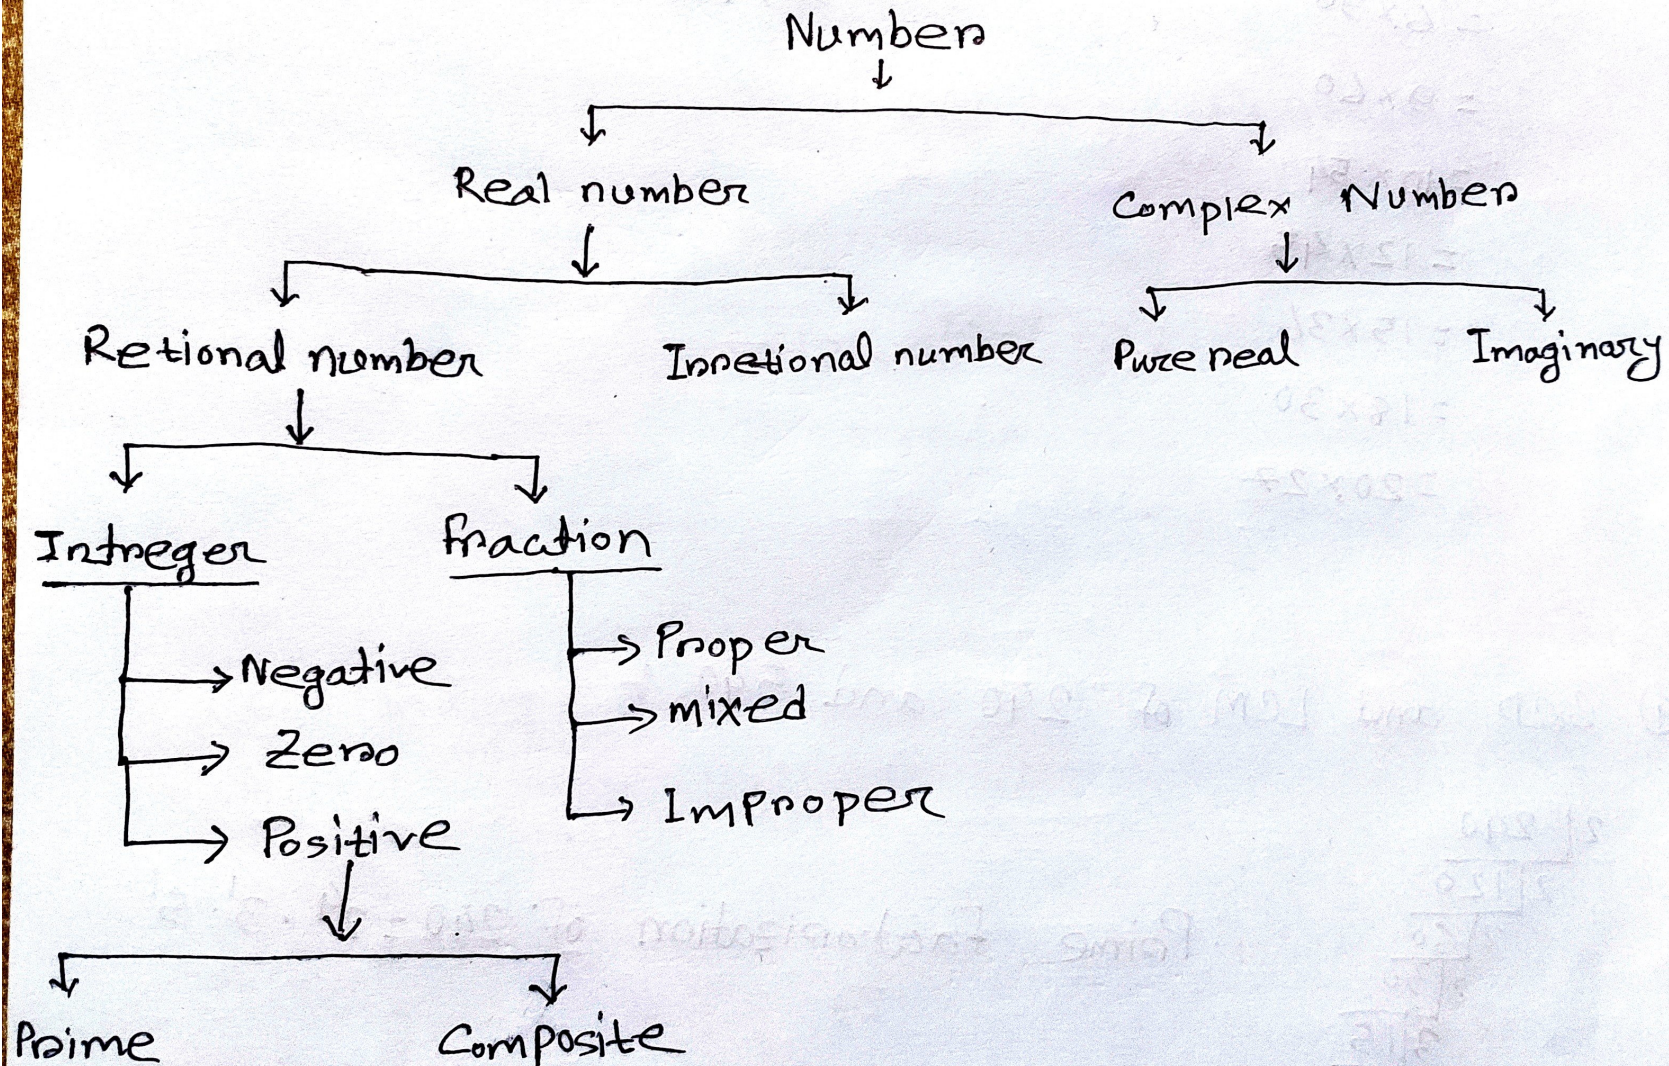 Number
Real number
Complex Number
Retional number
Irretional number
Pure real
Imaginary
Intreger
fraction
Negative
Zero
Positive
Proper
mixed
Improper
Prime
Composite